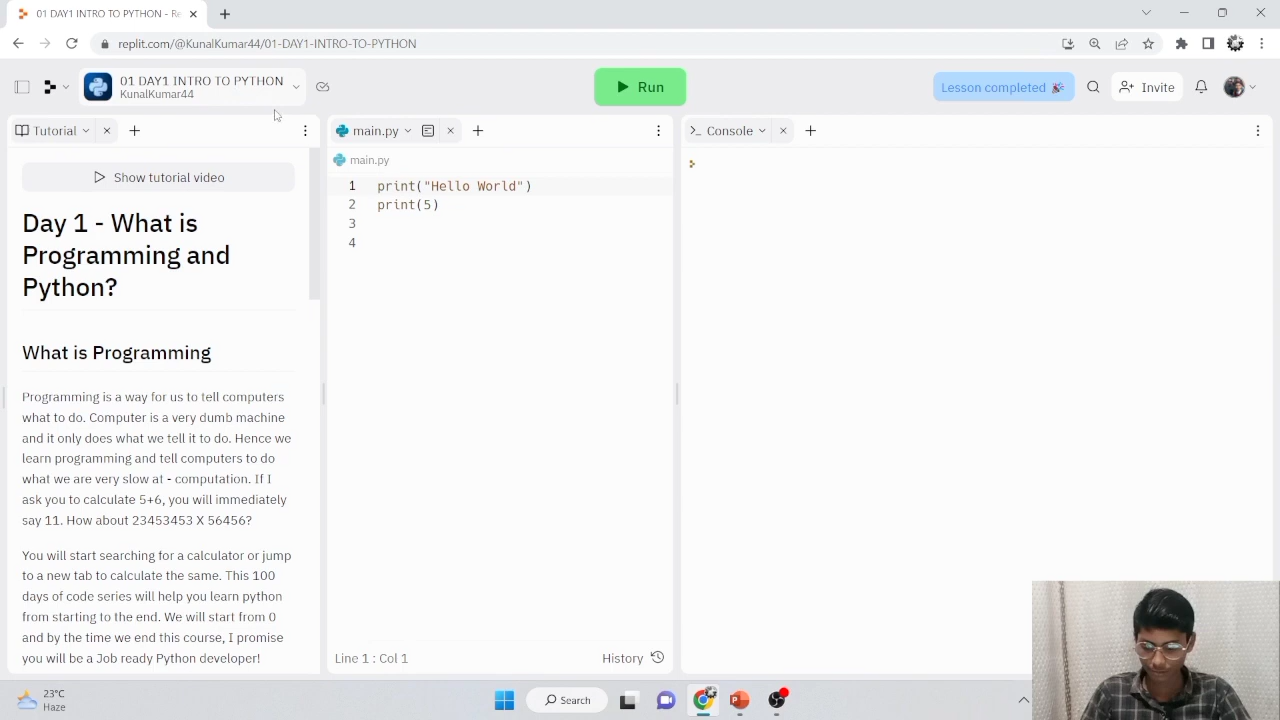 01 DAY1 INTRO TO PYTHON - Re
replit.com/@KunalKumar44/01-DAY1-INTRO-TO-PYTHON
01 DAY1 INTRO TO PYTHON
KunalKumar44
Run
Lesson completed 🎉
Invite
Tutorial
main.py
Console
Show tutorial video
main.py
Day 1 - What is
Programming and
Python?
What is Programming
Programming is a way for us to tell computers
what to do. Computer is a very dumb machine
and it only does what we tell it to do. Hence we
learn programming and tell computers to do
what we are very slow at - computation. If I
ask you to calculate 5+6, you will immediately
say 11. How about 23453453 X 56456?
You will start searching for a calculator or jump
to a new tab to calculate the same. This 100
days of code series will help you learn python
from starting to the end. We will start from 0
and by the time we end this course, I promise
you will be a Job ready Python developer!
1 print("Hello World")
2 print(5)
3
4
Line 1 : Col 1
History
23°C
Haze
Search